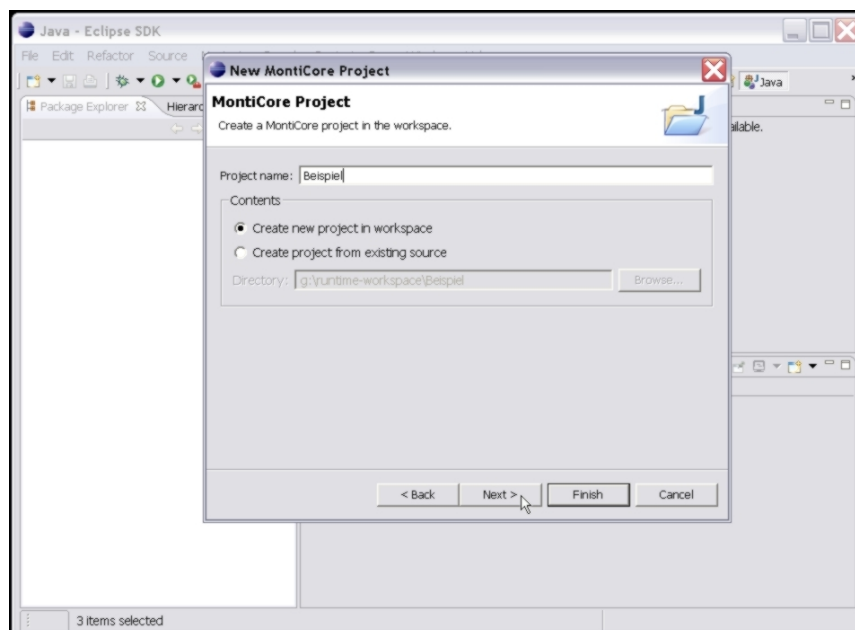 Java - Eclipse SDK
File Edit Refactor Source
Package Explorer Hierarc
Java
New MontiCore Project
MontiCore Project
Create a MontiCore project in the workspace.
ailable.
Project name: Beispiel
Contents
Create new project in workspace
Create project from existing source
Directory: g:\runtime-workspace\Beispiel Browse...
< Back Next > Finish Cancel
3 items selected